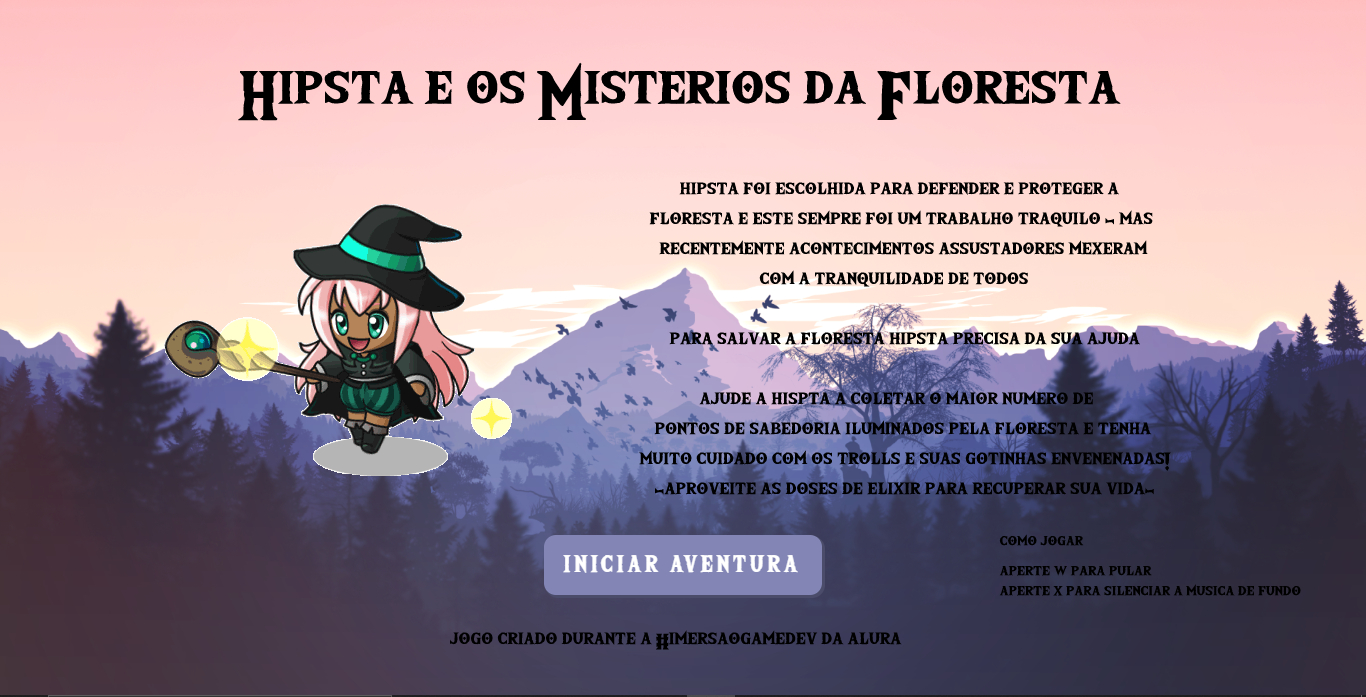 Hipsta e os Misterios da Floresta
HIPSTA FOI ESCOLHIDA PARA DEFENDER E PROTEGER A
FLORESTA E ESTE SEMPRE FOI UM TRABALHO TRAQUILO - MAS
RECENTEMENTE ACONTECIMENTOS ASSUSTADORES MEXERAM
COM A TRANQUILIDADE DE TODOS
PARA SALVAR A FLORESTA HIPSTA PRECISA DA SUA AJUDA
AJUDE A HISPTA A COLETAR O MAIOR NUMERO DE
PONTOS DE SABEDORIA ILUMINADOS PELA FLORESTA E TENHA
MUITO CUIDADO COM OS TROLLS E SUAS GOTINHAS ENVENENADAS!
-APROVEITE AS DOSES DE ELIXIR PARA RECUPERAR SUA VIDA-
INICIAR AVENTURA
COMO JOGAR
APERTE W PARA PULAR
APERTE X PARA SILENCIAR A MUSICA DE FUNDO
JOGO CRIADO DURANTE A #IMERSAOGAMEDEV DA ALURA